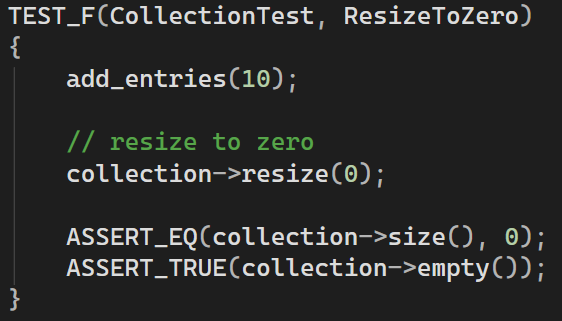 TEST_F(CollectionTest, ResizeToZero)
{
    add_entries(10);

    // resize to zero
    collection->resize(0);

    ASSERT_EQ(collection->size(), 0);
    ASSERT_TRUE(collection->empty());
}